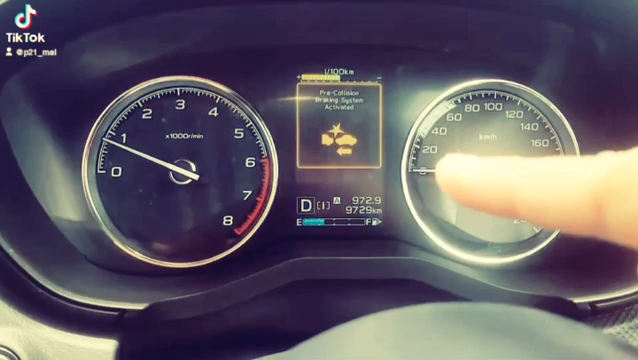 TikTok
@p21_mai
l/100km
+ −
Pre-Collision
Braking System
Activated
x1000r/min
0
1
2
3
4
5
6
7
8
D
A
972.9
9729km
E
F
km/h
20
40
60
80
100
120
140
160